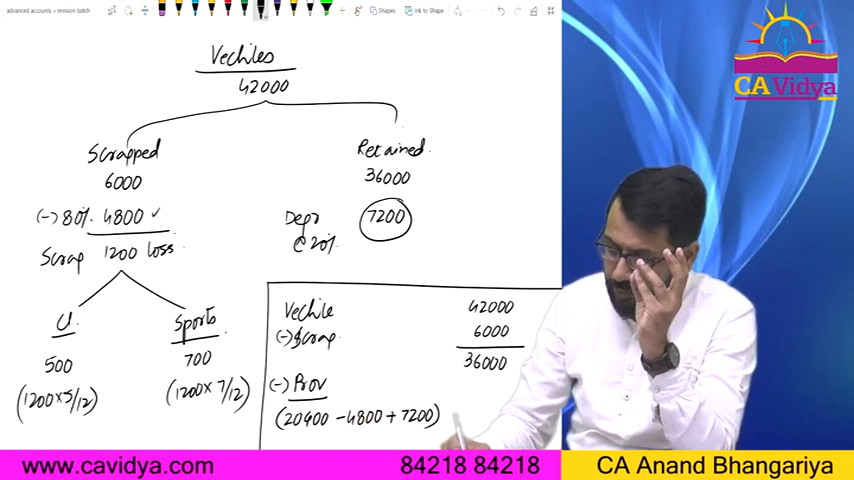 advanced accounts + revision batch
Shapes
Ink to Shape
CA Vidya
Vechiles
42000
Scrapped
6000
(-) 80%. 4800 ✓
Scrap 1200 loss
Retained.
36000
Depr 7200
@ 20%.
Cl. Sports
500 700
(1200×5/12) (1200×7/12)
Vechile 42000
(-) Scrap 6000
36000
(-) Prov
(20400 - 4800 + 7200)
www.cavidya.com
84218 84218
CA Anand Bhangariya